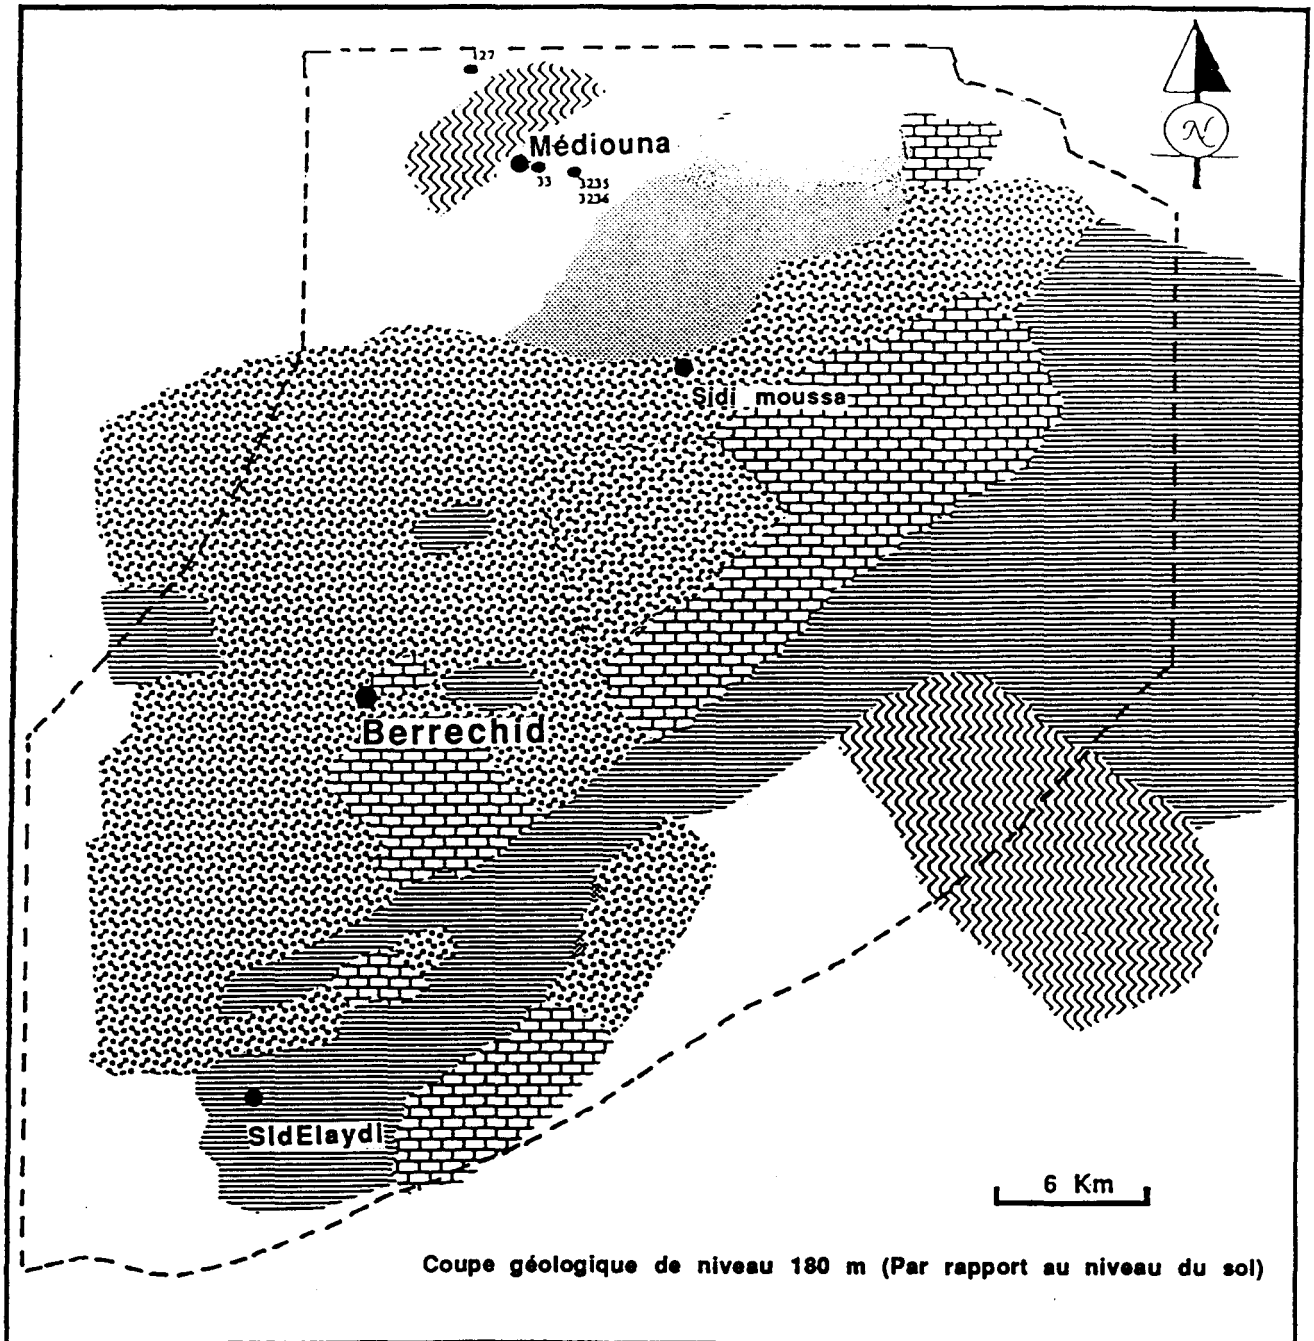 127
Médiouna
33
3235
3236
N
Sidi moussa
Berrechid
SidElaydi
6 Km
Coupe géologique de niveau 180 m (Par rapport au niveau du sol)